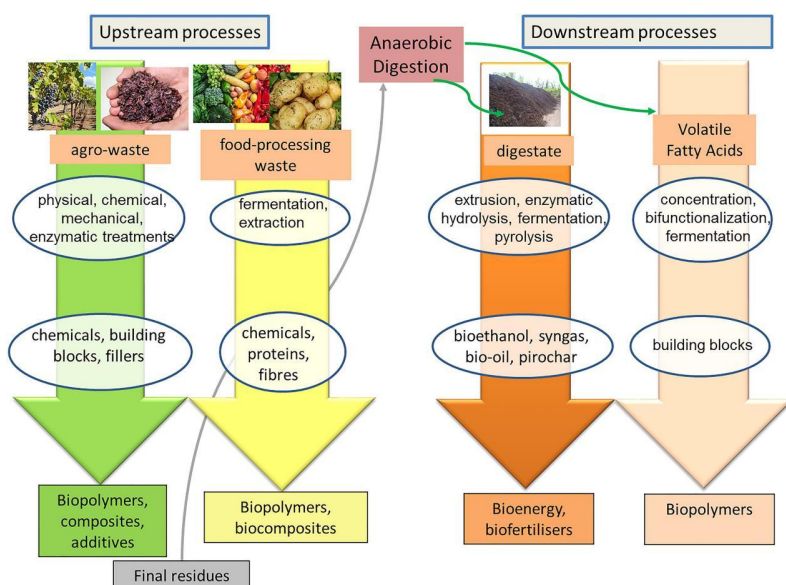 Upstream processes
Anaerobic
Digestion
Downstream processes
agro-waste
food-processing
waste
digestate
Volatile
Fatty Acids
physical, chemical,
mechanical,
enzymatic treatments
fermentation,
extraction
extrusion, enzymatic
hydrolysis, fermentation,
pyrolysis
concentration,
bifunctionalization,
fermentation
chemicals, building
blocks, fillers
chemicals,
proteins,
fibres
bioethanol, syngas,
bio-oil, pirochar
building blocks
Biopolymers,
composites,
additives
Biopolymers,
biocomposites
Bioenergy,
biofertilisers
Biopolymers
Final residues